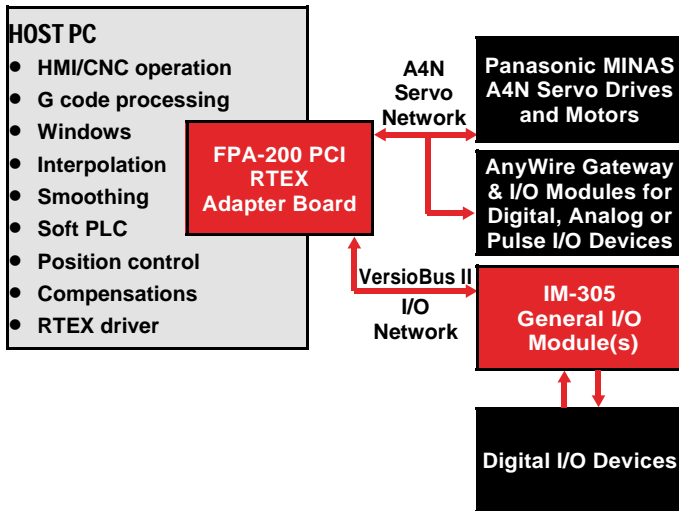 HOST PC
● HMI/CNC operation
● G code processing
● Windows
● Interpolation
● Smoothing
● Soft PLC
● Position control
● Compensations
● RTEX driver
FPA-200 PCI
RTEX
Adapter Board
A4N
Servo
Network
Panasonic MINAS
A4N Servo Drives
and Motors
AnyWire Gateway
& I/O Modules for
Digital, Analog or
Pulse I/O Devices
VersioBus II
I/O
Network
IM-305
General I/O
Module(s)
Digital I/O Devices